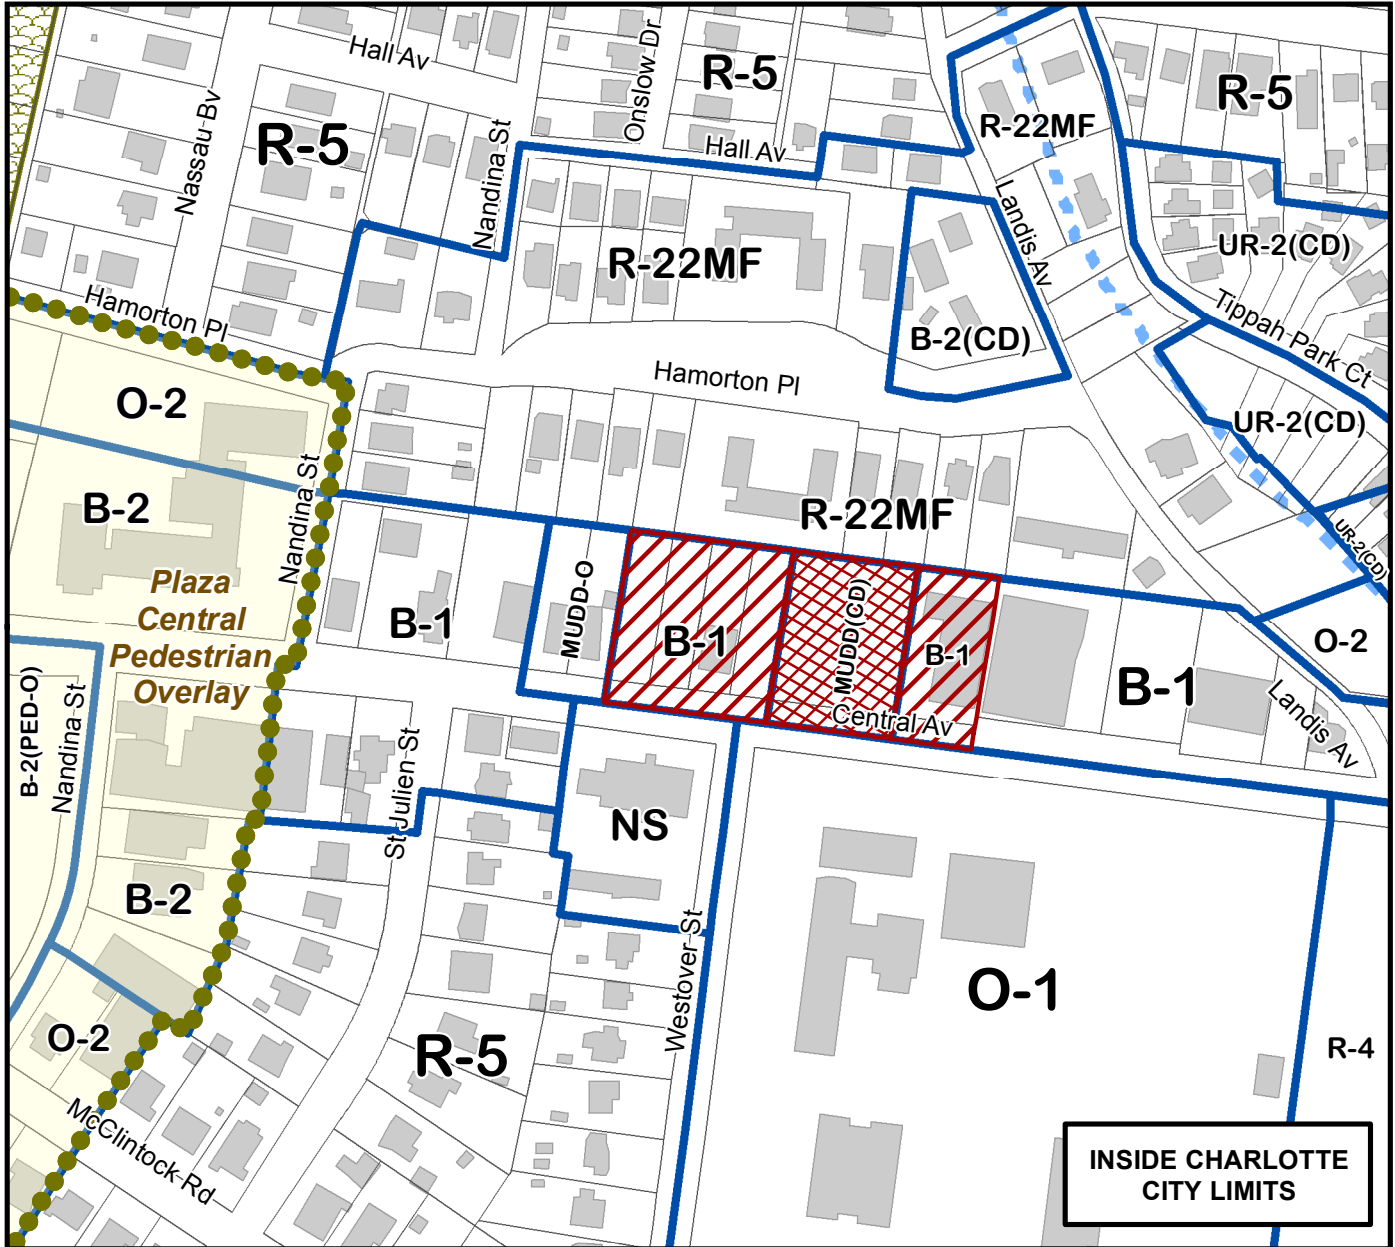 Hall Av
Onslow Dr
R-5
R-5
R-5
R-22MF
Nassau Bv
Nandina St
Hall Av
Landis Av
UR-2(CD)
R-22MF
Hamorton Pl
B-2(CD)
Tippah Park Ct
Hamorton Pl
O-2
UR-2(CD)
Nandina St
B-2
R-22MF
UR-2(CD)
Plaza
Central
Pedestrian
Overlay
MUDD-O
B-1
B-1
MUDD(CD)
B-1
O-2
B-1
Central Av
Landis Av
B-2(PED-O)
Nandina St
St Julien St
NS
B-2
Westover St
O-1
O-2
R-5
R-4
McClintock Rd
INSIDE CHARLOTTE
CITY LIMITS